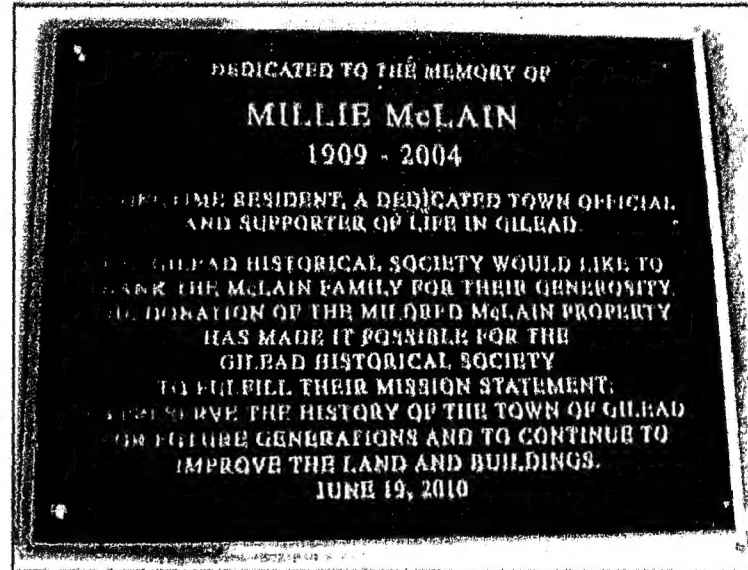 DEDICATED TO THE MEMORY OF
MILLIE McLAIN
1909 - 2004
RESIDENT, A DEDICATED TOWN OFFICIAL
AND SUPPORTER OF LIFE IN GILEAD.
GILEAD HISTORICAL SOCIETY WOULD LIKE TO
THE McLAIN FAMILY FOR THEIR GENEROSITY.
DONATION OF THE MILDRED McLAIN PROPERTY
HAS MADE IT POSSIBLE FOR THE
GILEAD HISTORICAL SOCIETY
TO FULFILL THEIR MISSION STATEMENT:
THE HISTORY OF THE TOWN OF GILEAD
FUTURE GENERATIONS AND TO CONTINUE TO
IMPROVE THE LAND AND BUILDINGS.
JUNE 19, 2010